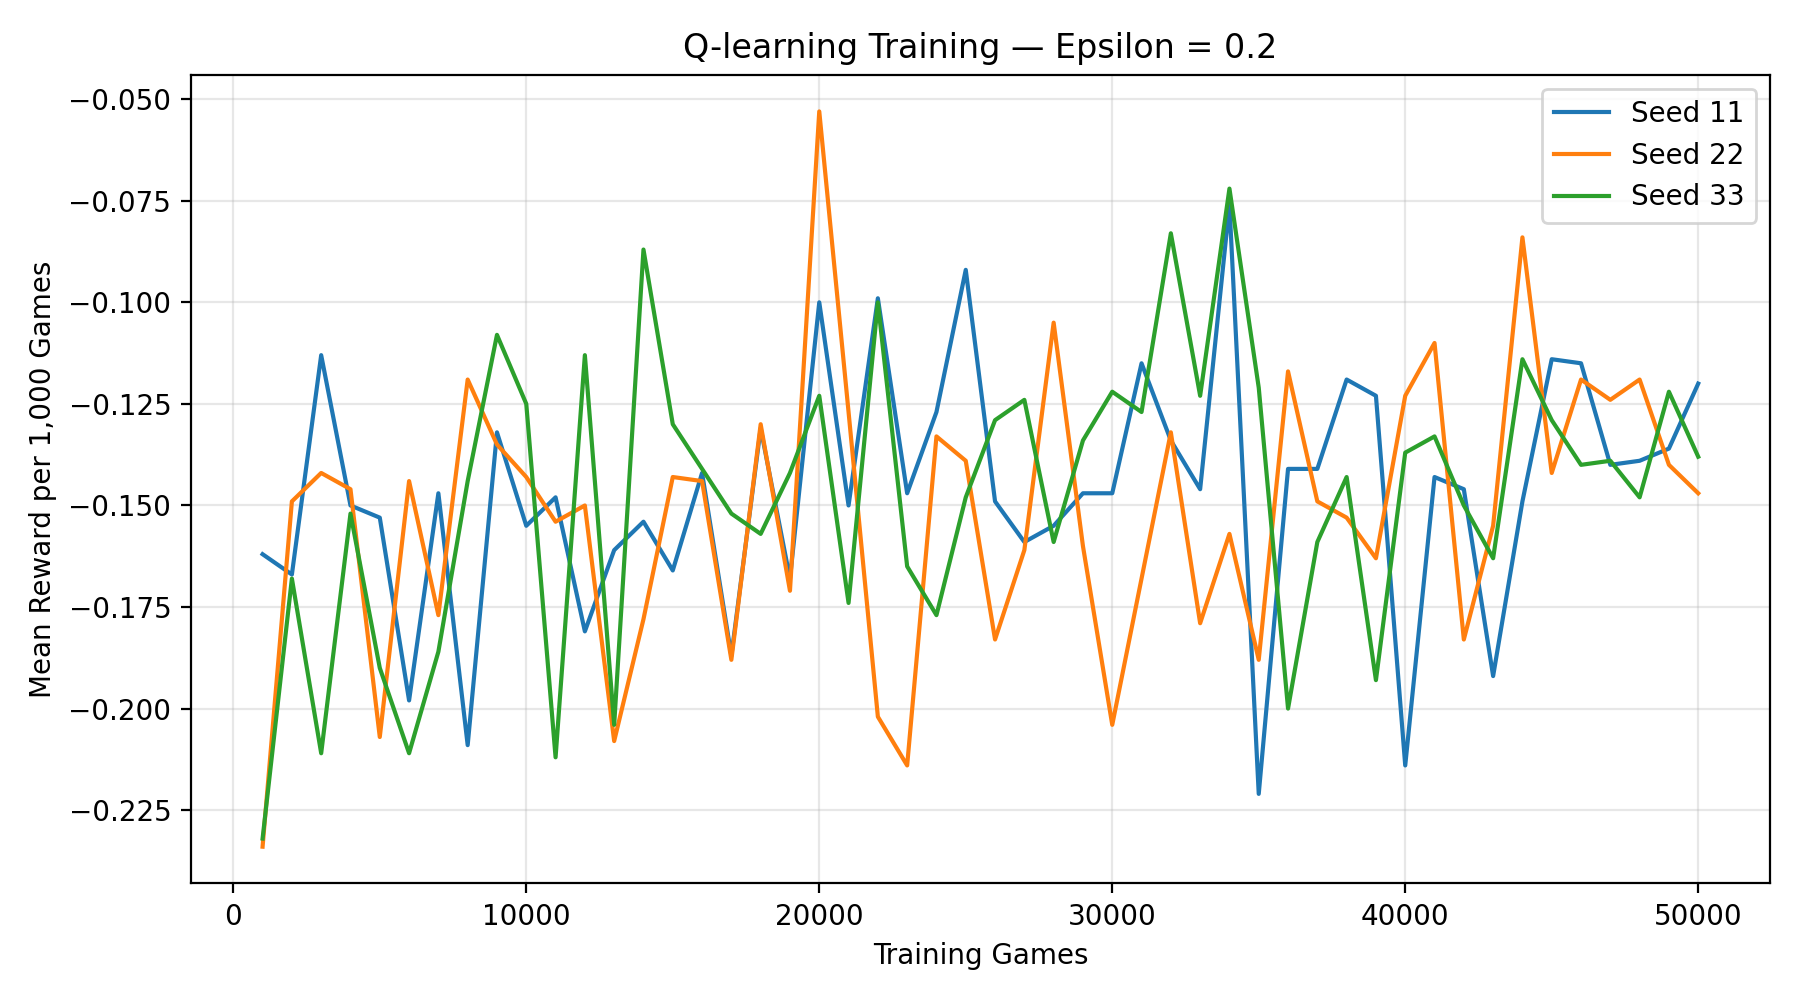 Q-learning Training — Epsilon = 0.2
Mean Reward per 1,000 Games
−0.050
−0.075
−0.100
−0.125
−0.150
−0.175
−0.200
−0.225
Seed 11
Seed 22
Seed 33
0 10000 20000 30000 40000 50000
Training Games